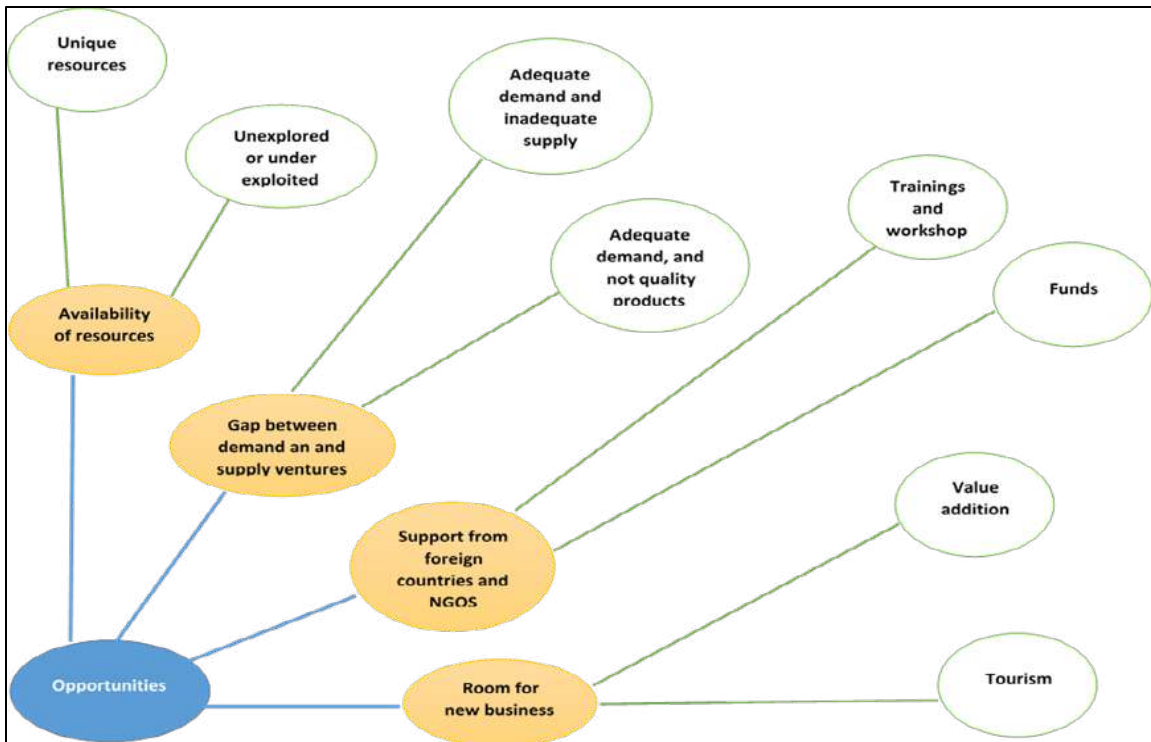 Unique
resources
Adequate
demand and
inadequate
supply
Unexplored
or under
exploited
Trainings
and
workshop
Adequate
demand, and
not quality
products
Funds
Availability
of resources
Gap between
demand an and
supply ventures
Value
addition
Support from
foreign
countries and
NGOS
Opportunities
Room for
new business
Tourism